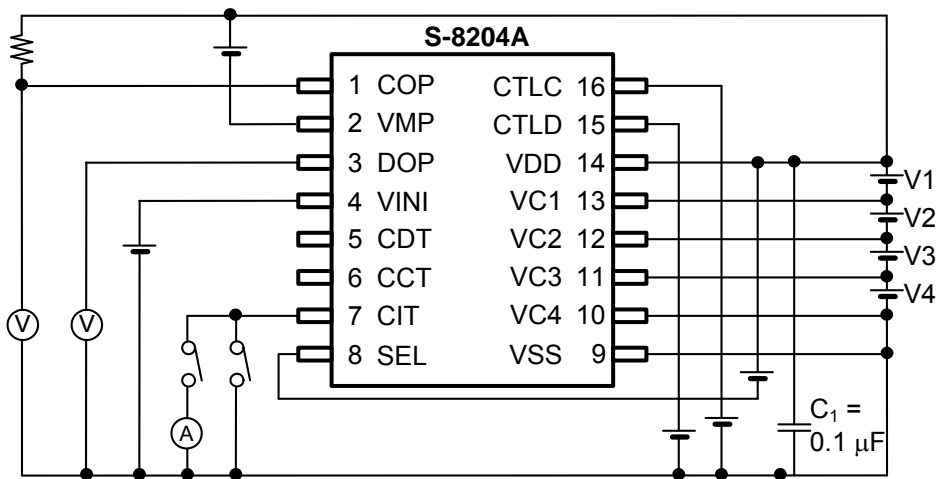 S-8204A
1 COP CTLC 16
2 VMP CTLD 15
3 DOP VDD 14
4 VINI VC1 13
5 CDT VC2 12
6 CCT VC3 11
7 CIT VC4 10
8 SEL VSS 9
V1
V2
V3
V4
V
V
A
C₁ =
0.1 μF